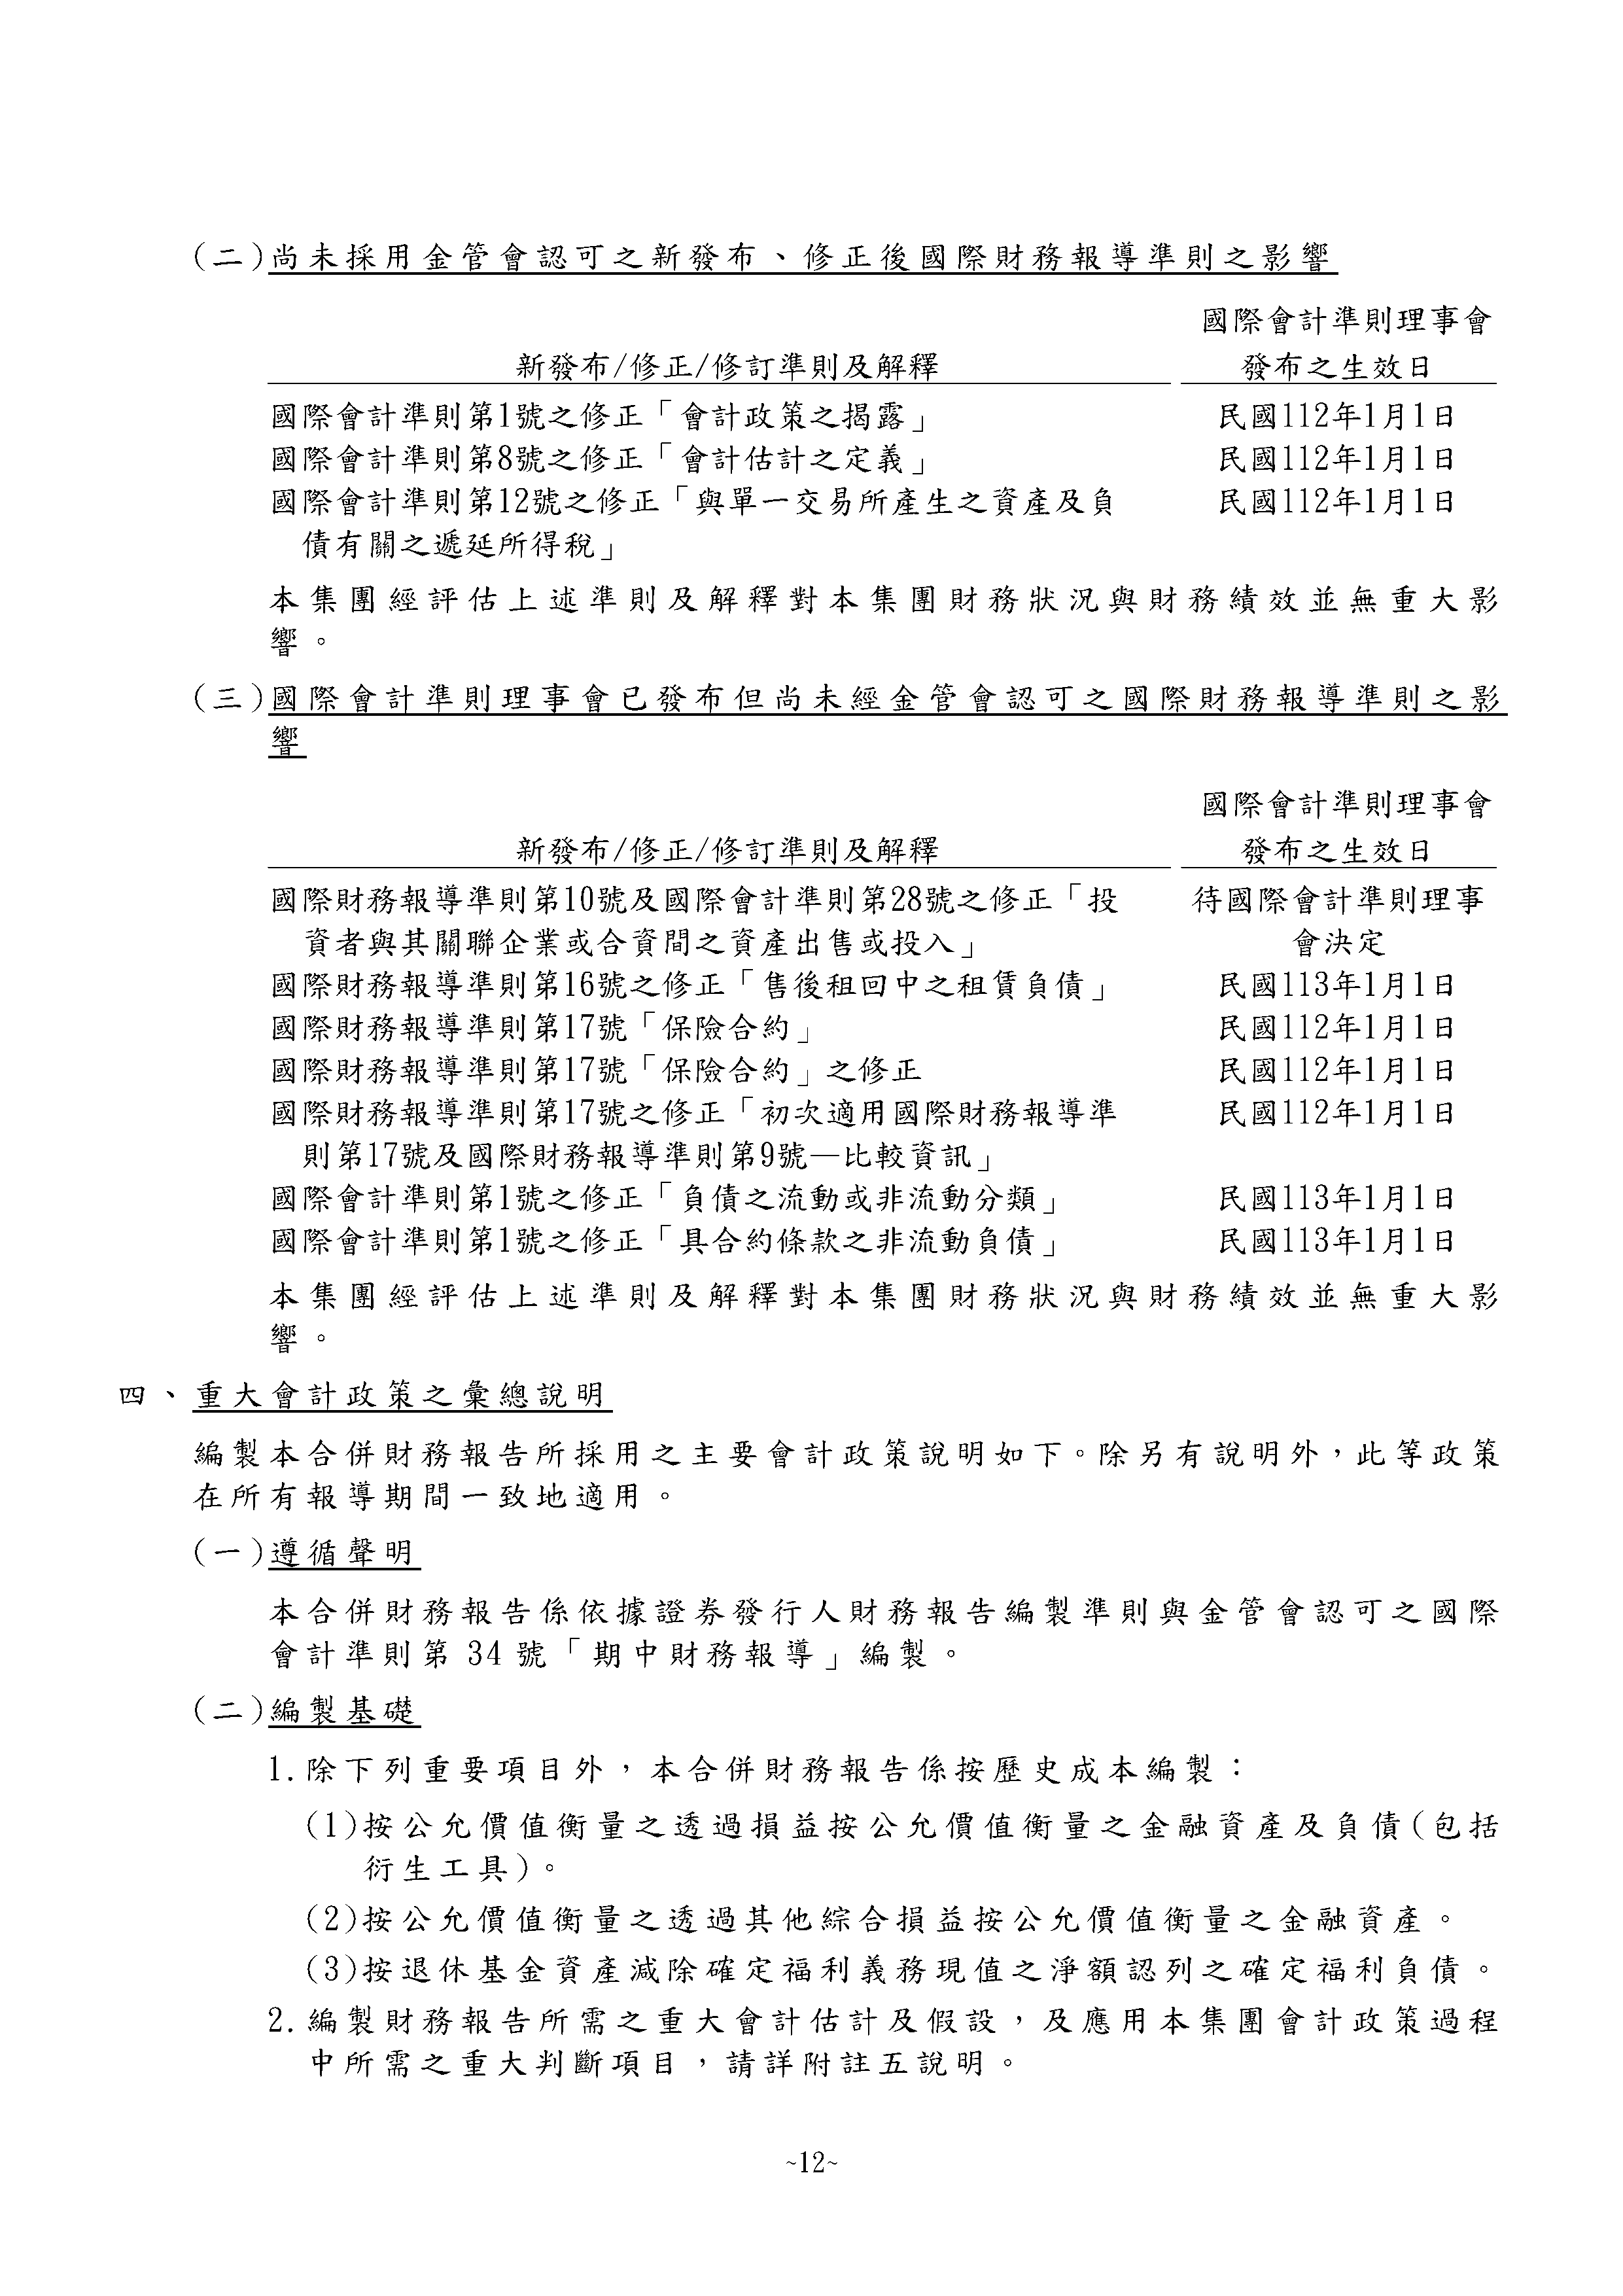 (二)尚未採用金管會認可之新發布、修正後國際財務報導準則之影響
國際會計準則理事會
新發布/修正/修訂準則及解釋 發布之生效日
國際會計準則第1號之修正「會計政策之揭露」 民國112年1月1日
國際會計準則第8號之修正「會計估計之定義」 民國112年1月1日
國際會計準則第12號之修正「與單一交易所產生之資產及負 民國112年1月1日
債有關之遞延所得稅」
本集團經評估上述準則及解釋對本集團財務狀況與財務績效並無重大影
響。
(三)國際會計準則理事會已發布但尚未經金管會認可之國際財務報導準則之影
響
國際會計準則理事會
新發布/修正/修訂準則及解釋 發布之生效日
國際財務報導準則第10號及國際會計準則第28號之修正「投 待國際會計準則理事
資者與其關聯企業或合資間之資產出售或投入」 會決定
國際財務報導準則第16號之修正「售後租回中之租賃負債」 民國113年1月1日
國際財務報導準則第17號「保險合約」 民國112年1月1日
國際財務報導準則第17號「保險合約」之修正 民國112年1月1日
國際財務報導準則第17號之修正「初次適用國際財務報導準 民國112年1月1日
則第17號及國際財務報導準則第9號—比較資訊」
國際會計準則第1號之修正「負債之流動或非流動分類」 民國113年1月1日
國際會計準則第1號之修正「具合約條款之非流動負債」 民國113年1月1日
本集團經評估上述準則及解釋對本集團財務狀況與財務績效並無重大影
響。
四、重大會計政策之彙總說明
編製本合併財務報告所採用之主要會計政策說明如下。除另有說明外，此等政策
在所有報導期間一致地適用。
(一)遵循聲明
本合併財務報告係依據證券發行人財務報告編製準則與金管會認可之國際
會計準則第 34 號「期中財務報導」編製。
(二)編製基礎
1.除下列重要項目外，本合併財務報告係按歷史成本編製：
(1)按公允價值衡量之透過損益按公允價值衡量之金融資產及負債(包括
衍生工具)。
(2)按公允價值衡量之透過其他綜合損益按公允價值衡量之金融資產。
(3)按退休基金資產減除確定福利義務現值之淨額認列之確定福利負債。
2.編製財務報告所需之重大會計估計及假設，及應用本集團會計政策過程
中所需之重大判斷項目，請詳附註五說明。
~12~